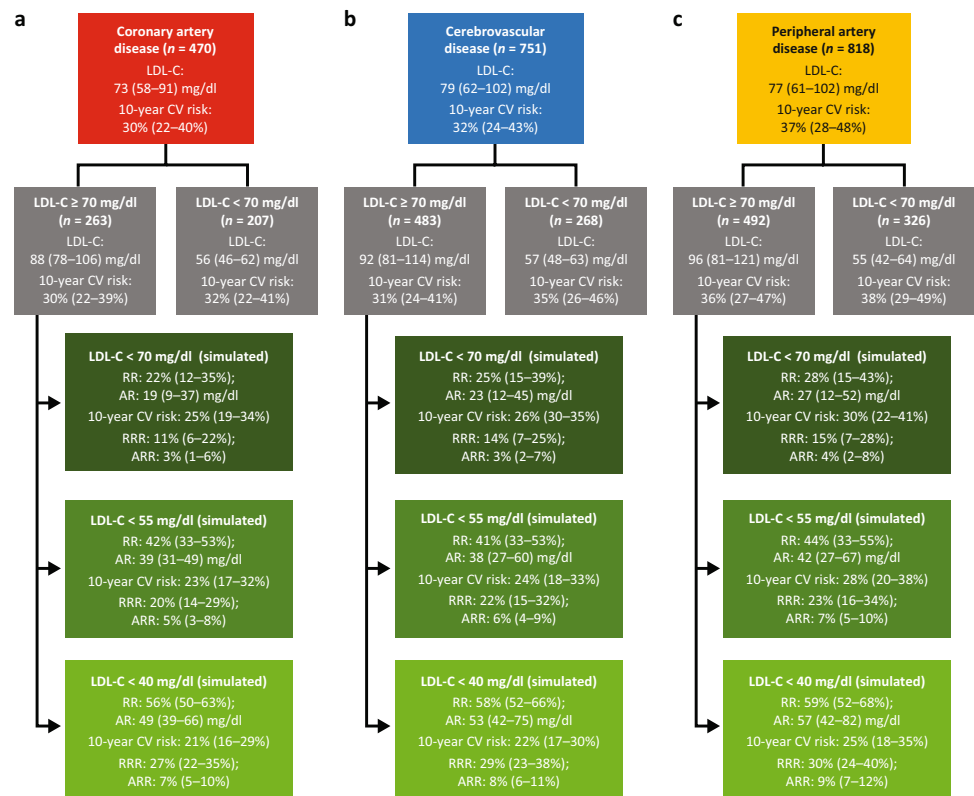 a
Coronary artery
disease (n = 470)
LDL-C:
73 (58–91) mg/dl
10-year CV risk:
30% (22–40%)
LDL-C ≥ 70 mg/dl
(n = 263)
LDL-C:
88 (78–106) mg/dl
10-year CV risk:
30% (22–39%)
LDL-C < 70 mg/dl
(n = 207)
LDL-C:
56 (46–62) mg/dl
10-year CV risk:
32% (22–41%)
LDL-C < 70 mg/dl (simulated)
RR: 22% (12–35%);
AR: 19 (9–37) mg/dl
10-year CV risk: 25% (19–34%)
RRR: 11% (6–22%);
ARR: 3% (1–6%)
LDL-C < 55 mg/dl (simulated)
RR: 42% (33–53%);
AR: 39 (31–49) mg/dl
10-year CV risk: 23% (17–32%)
RRR: 20% (14–29%);
ARR: 5% (3–8%)
LDL-C < 40 mg/dl (simulated)
RR: 56% (50–63%);
AR: 49 (39–66) mg/dl
10-year CV risk: 21% (16–29%)
RRR: 27% (22–35%);
ARR: 7% (5–10%)
b
Cerebrovascular
disease (n = 751)
LDL-C:
79 (62–102) mg/dl
10-year CV risk:
32% (24–43%)
LDL-C ≥ 70 mg/dl
(n = 483)
LDL-C:
92 (81–114) mg/dl
10-year CV risk:
31% (24–41%)
LDL-C < 70 mg/dl
(n = 268)
LDL-C:
57 (48–63) mg/dl
10-year CV risk:
35% (26–46%)
LDL-C < 70 mg/dl (simulated)
RR: 25% (15–39%);
AR: 23 (12–45) mg/dl
10-year CV risk: 26% (30–35%)
RRR: 14% (7–25%);
ARR: 3% (2–7%)
LDL-C < 55 mg/dl (simulated)
RR: 41% (33–53%);
AR: 38 (27–60) mg/dl
10-year CV risk: 24% (18–33%)
RRR: 22% (15–32%);
ARR: 6% (4–9%)
LDL-C < 40 mg/dl (simulated)
RR: 58% (52–66%);
AR: 53 (42–75) mg/dl
10-year CV risk: 22% (17–30%)
RRR: 29% (23–38%);
ARR: 8% (6–11%)
c
Peripheral artery
disease (n = 818)
LDL-C:
77 (61–102) mg/dl
10-year CV risk:
37% (28–48%)
LDL-C ≥ 70 mg/dl
(n = 492)
LDL-C:
96 (81–121) mg/dl
10-year CV risk:
36% (27–47%)
LDL-C < 70 mg/dl
(n = 326)
LDL-C:
55 (42–64) mg/dl
10-year CV risk:
38% (29–49%)
LDL-C < 70 mg/dl (simulated)
RR: 28% (15–43%);
AR: 27 (12–52) mg/dl
10-year CV risk: 30% (22–41%)
RRR: 15% (7–28%);
ARR: 4% (2–8%)
LDL-C < 55 mg/dl (simulated)
RR: 44% (33–55%);
AR: 42 (27–67) mg/dl
10-year CV risk: 28% (20–38%)
RRR: 23% (16–34%);
ARR: 7% (5–10%)
LDL-C < 40 mg/dl (simulated)
RR: 59% (52–68%);
AR: 57 (42–82) mg/dl
10-year CV risk: 25% (18–35%)
RRR: 30% (24–40%);
ARR: 9% (7–12%)